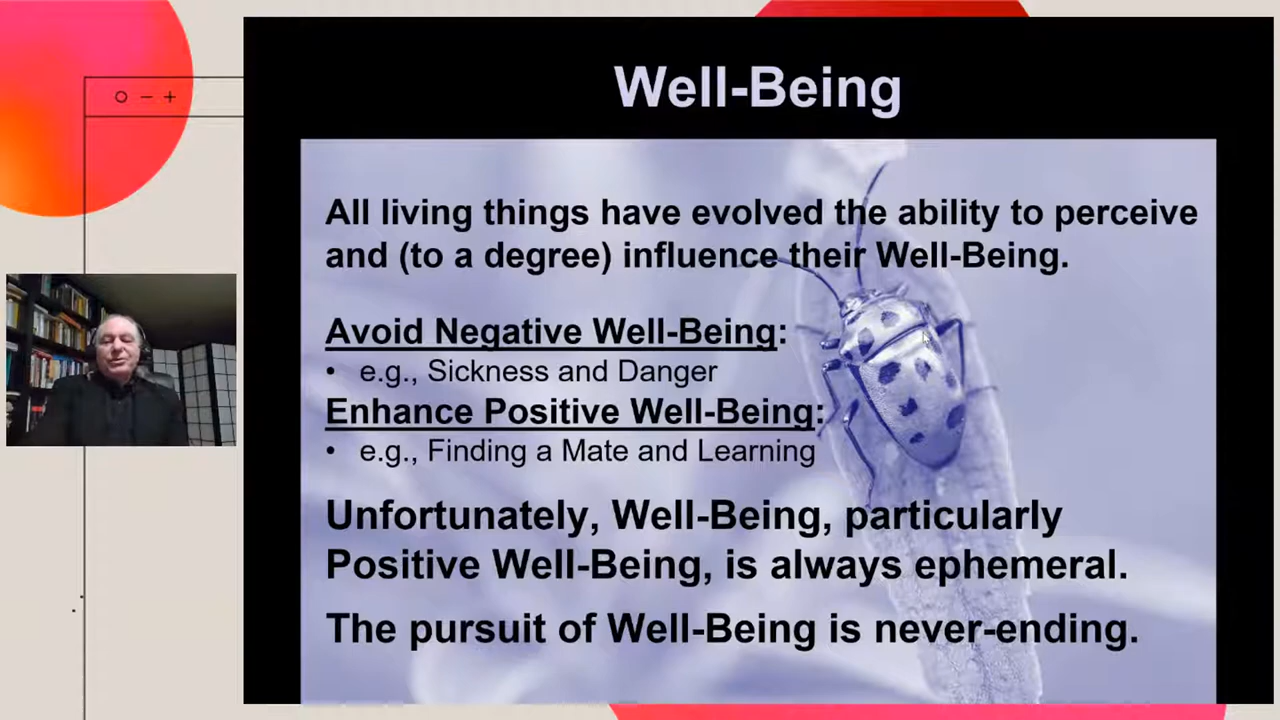 Well-Being
All living things have evolved the ability to perceive
and (to a degree) influence their Well-Being.
Avoid Negative Well-Being:
• e.g., Sickness and Danger
Enhance Positive Well-Being:
• e.g., Finding a Mate and Learning
Unfortunately, Well-Being, particularly
Positive Well-Being, is always ephemeral.
The pursuit of Well-Being is never-ending.